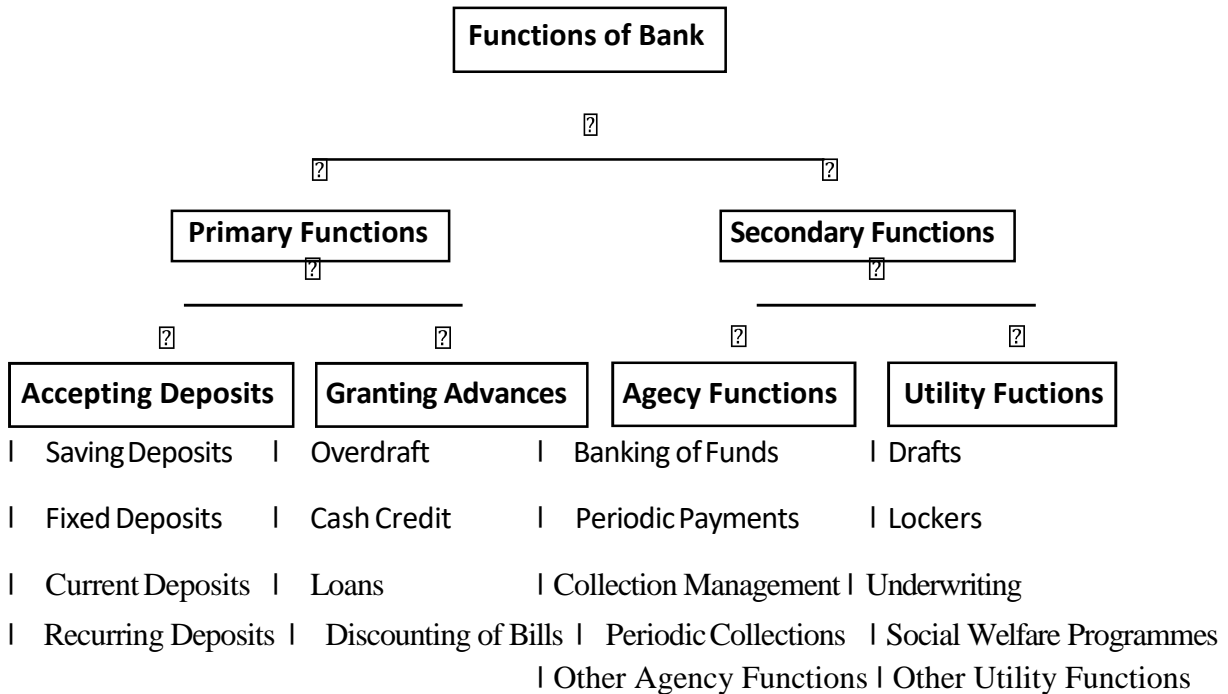 Functions of Bank
Primary Functions
Secondary Functions
Accepting Deposits
Granting Advances
Agecy Functions
Utility Fuctions
l Saving Deposits l Overdraft l Banking of Funds l Drafts
l Fixed Deposits l Cash Credit l Periodic Payments l Lockers
l Current Deposits l Loans l Collection Management l Underwriting
l Recurring Deposits l Discounting of Bills l Periodic Collections l Social Welfare Programmes
l Other Agency Functions l Other Utility Functions